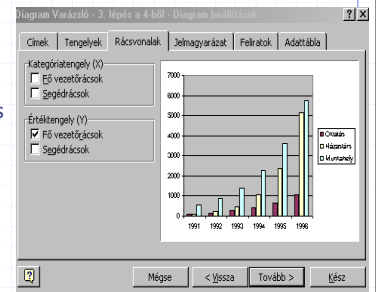 Diagram Varázsló - 3. lépés a 4-ből - Diagram beállítások
Címek Tengelyek Rácsvonalak Jelmagyarázat Feliratok Adattábla
Kategóriatengely (X)
Fő vezetőrácsok
Segédrácsok
Értéktengely (Y)
Fő vezetőrácsok
Segédrácsok
7000
6000
5000
4000
3000
2000
1000
0
1991 1992 1993 1994 1995 1996
Oktatás
Munkahely
s
Mégse < Vissza Tovább > Kész